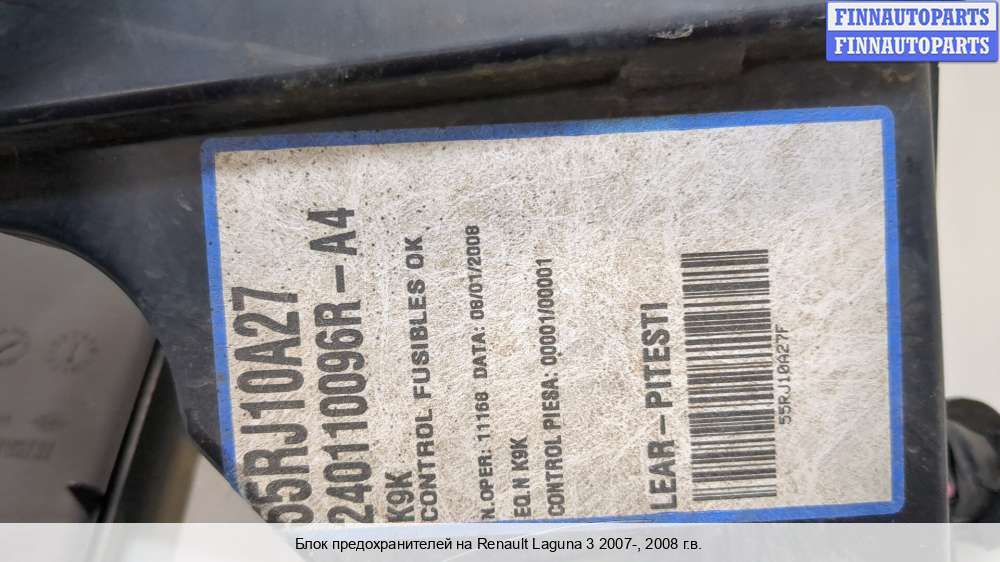 FINNAUTOPARTS
FINNAUTOPARTS
55RJ10A27
240110096R-A4
K9K
CONTROL FUSIBLES OK
N.OPER: 11168 DATA: 08/01/2008
EQ.N K9K
CONTROL PIESA: 00001/00001
LEAR-PITESTI
55RJ10A27F
Блок предохранителей на Renault Laguna 3 2007-, 2008 г.в.